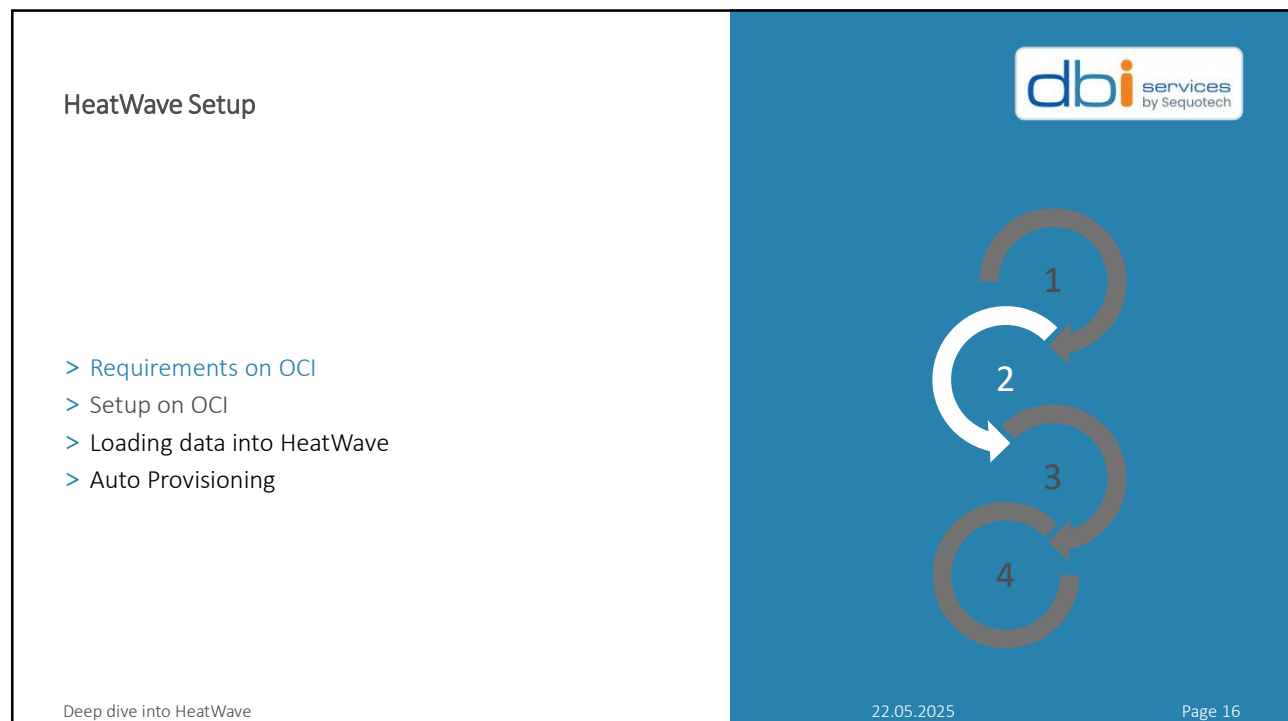 HeatWave Setup
dbi services
by Sequotech
> Requirements on OCI
> Setup on OCI
> Loading data into HeatWave
> Auto Provisioning
1
2
3
4
Deep dive into HeatWave
22.05.2025
Page 16